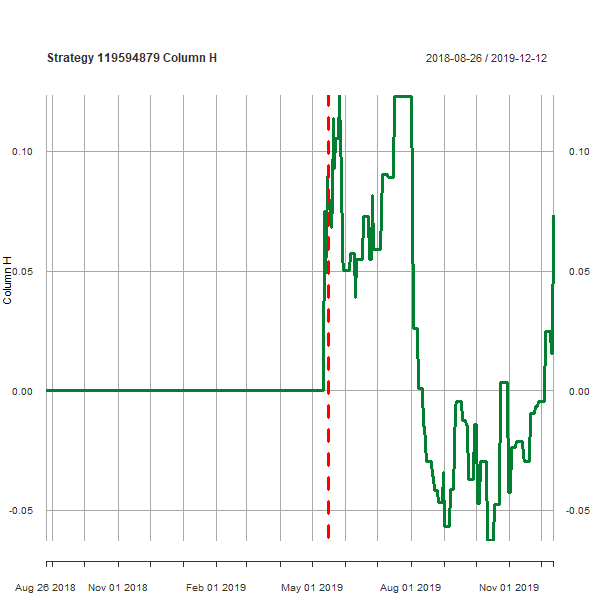 Strategy 119594879 Column H
2018-08-26 / 2019-12-12
0.10
0.10
0.05
0.05
Column H
0.00
0.00
-0.05
-0.05
Aug 26 2018
Nov 01 2018
Feb 01 2019
May 01 2019
Aug 01 2019
Nov 01 2019